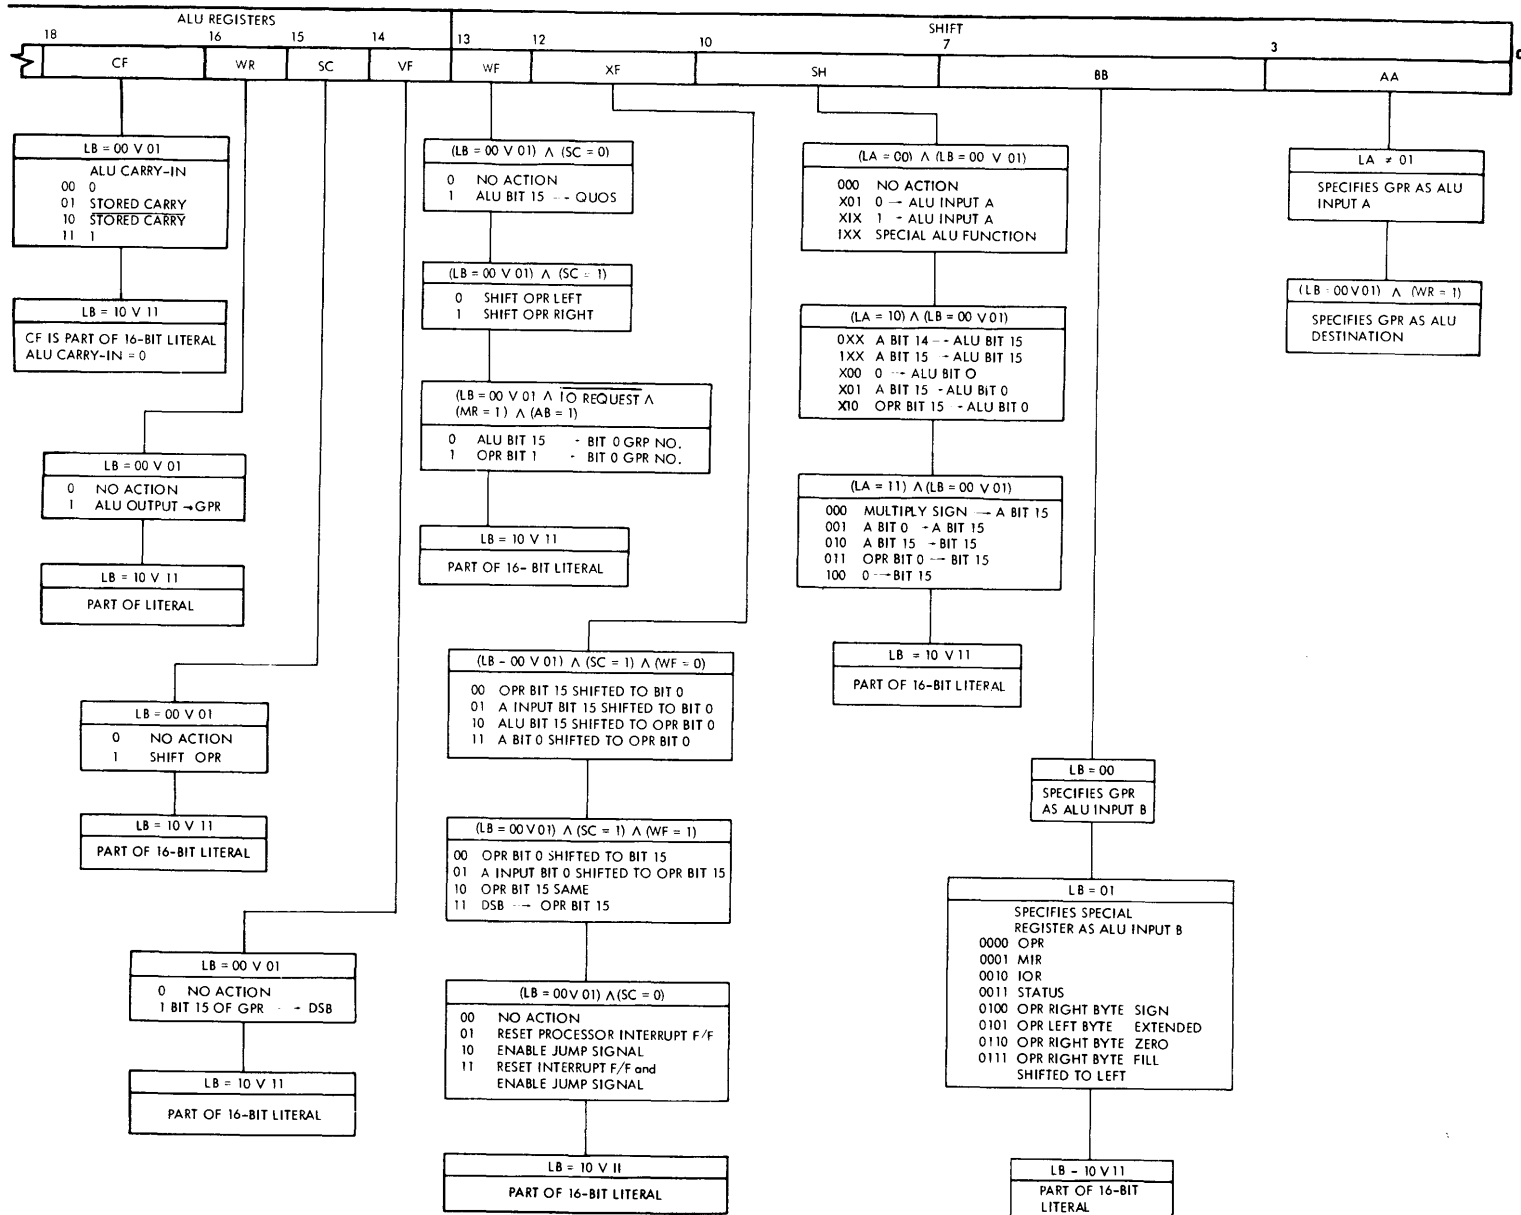 ALU REGISTERS
SHIFT
18 16 15 14 13 12 10 7 3
CF WR SC VF WF XF SH BB AA
LB = 00 V 01
ALU CARRY-IN
00 0
01 STORED CARRY
10 STORED CARRY
11 1
LB = 10 V 11
CF IS PART OF 16-BIT LITERAL
ALU CARRY-IN = 0
LB = 00 V 01
0 NO ACTION
1 ALU OUTPUT → GPR
LB = 10 V 11
PART OF LITERAL
LB = 00 V 01
0 NO ACTION
1 SHIFT OPR
LB = 10 V 11
PART OF 16-BIT LITERAL
LB = 00 V 01
0 NO ACTION
1 BIT 15 OF GPR -- → DSB
LB = 10 V 11
PART OF 16-BIT LITERAL
(LB = 00 V 01) Λ (SC = 0)
0 NO ACTION
1 ALU BIT 15 -- - QUOS
(LB = 00 V 01) Λ (SC = 1)
0 SHIFT OPR LEFT
1 SHIFT OPR RIGHT
(LB = 00 V 01 Λ IO REQUEST Λ
(MR = 1) Λ (AB = 1)
0 ALU BIT 15 - BIT 0 GRP NO.
1 OPR BIT 1 - BIT 0 GPR NO.
LB = 10 V 11
PART OF 16- BIT LITERAL
(LB - 00 V 01) Λ (SC = 1) Λ (WF = 0)
00 OPR BIT 15 SHIFTED TO BIT 0
01 A INPUT BIT 15 SHIFTED TO BIT 0
10 ALU BIT 15 SHIFTED TO OPR BIT 0
11 A BIT 0 SHIFTED TO OPR BIT 0
(LB = 00V 01) Λ (SC = 1) Λ (WF = 1)
00 OPR BIT 0 SHIFTED TO BIT 15
01 A INPUT BIT 0 SHIFTED TO OPR BIT 15
10 OPR BIT 15 SAME
11 DSB --→ OPR BIT 15
(LB = 00V 01) Λ (SC = 0)
00 NO ACTION
01 RESET PROCESSOR INTERRUPT F/F
10 ENABLE JUMP SIGNAL
11 RESET INTERRUPT F/F and
ENABLE JUMP SIGNAL
LB = 10 V 11
PART OF 16-BIT LITERAL
(LA = 00) Λ (LB = 00 V 01)
000 NO ACTION
X01 0 → ALU INPUT A
X1X 1 - ALU INPUT A
1XX SPECIAL ALU FUNCTION
(LA = 10) Λ (LB = 00 V 01)
0XX A BIT 14 -- ALU BIT 15
1XX A BIT 15 → ALU BIT 15
X00 0 --- ALU BIT O
X01 A BIT 15 - ALU BIT 0
X10 OPR BIT 15 - ALU BIT 0
(LA = 11) Λ (LB = 00 V 01)
000 MULTIPLY SIGN → A BIT 15
001 A BIT 0 → A BIT 15
010 A BIT 15 → BIT 15
011 OPR BIT 0 → BIT 15
100 0 → BIT 15
LB = 10 V 11
PART OF 16-BIT LITERAL
LB = 00
SPECIFIES GPR
AS ALU INPUT B
LB = 01
SPECIFIES SPECIAL
REGISTER AS ALU INPUT B
0000 OPR
0001 MIR
0010 IOR
0011 STATUS
0100 OPR RIGHT BYTE SIGN
0101 OPR LEFT BYTE EXTENDED
0110 OPR RIGHT BYTE ZERO
0111 OPR RIGHT BYTE FILL
SHIFTED TO LEFT
LB - 10 V 11
PART OF 16-BIT
LITERAL
LA ≠ 01
SPECIFIES GPR AS ALU
INPUT A
(LB - 00V01) Λ (WR = 1)
SPECIFIES GPR AS ALU
DESTINATION